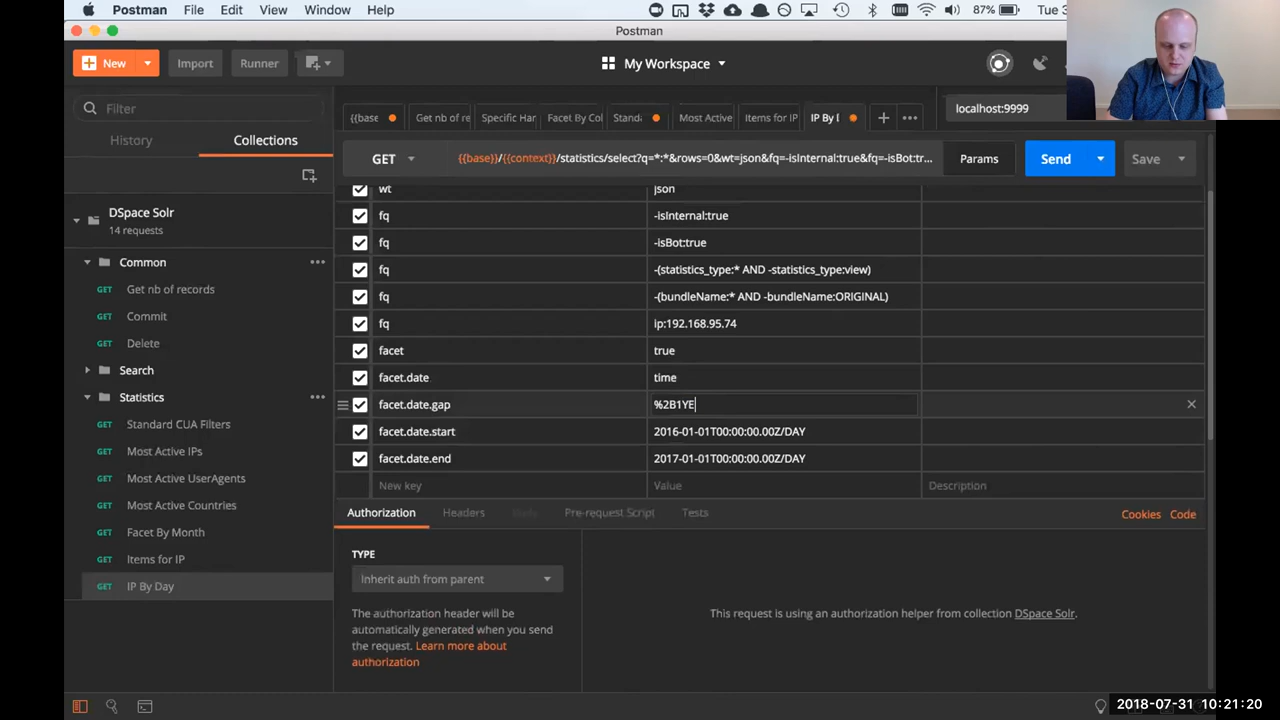 Postman File Edit View Window Help 87% Tue 3
Postman
New Import Runner My Workspace
Filter
History Collections
DSpace Solr
14 requests
Common
GET Get nb of records
GET Commit
GET Delete
Search
Statistics
GET Standard CUA Filters
GET Most Active IPs
GET Most Active UserAgents
GET Most Active Countries
GET Facet By Month
GET Items for IP
GET IP By Day
{{base Get nb of re Specific Har Facet By Col Standa Most Active Items for IP IP By I
localhost:9999
GET {{base}}/{{context}}/statistics/select?q=*:*&rows=0&wt=json&fq=-isInternal:true&fq=-isBot:tr... Params Send Save
wt json
fq -isInternal:true
fq -isBot:true
fq -(statistics_type:* AND -statistics_type:view)
fq -(bundleName:* AND -bundleName:ORIGINAL)
fq ip:192.168.95.74
facet true
facet.date time
facet.date.gap %2B1YE
facet.date.start 2016-01-01T00:00:00.00Z/DAY
facet.date.end 2017-01-01T00:00:00.00Z/DAY
New key Value Description
Authorization Headers Pre-request Script Tests Cookies Code
TYPE
Inherit auth from parent
The authorization header will be
automatically generated when you send
the request. Learn more about
authorization
This request is using an authorization helper from collection DSpace Solr.
2018-07-31 10:21:20